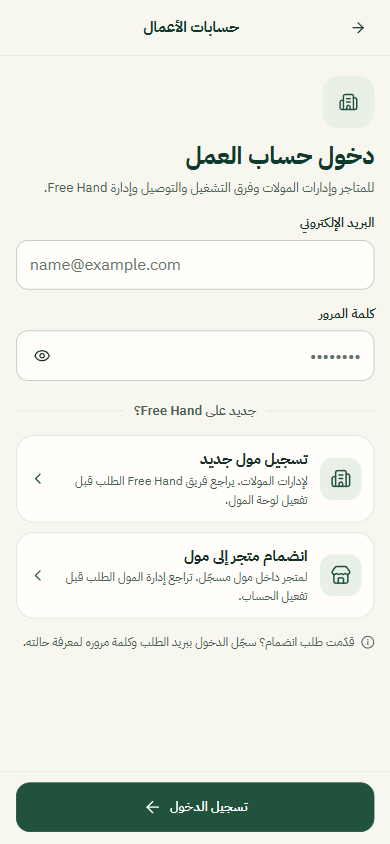 حسابات الأعمال
دخول حساب العمل
للمتاجر وإدارات المولات وفرق التشغيل والتوصيل وإدارة Free Hand.
البريد الإلكتروني
name@example.com
كلمة المرور
••••••••
جديد على Free Hand؟
تسجيل مول جديد
لإدارات المولات. يراجع فريق Free Hand الطلب قبل
تفعيل لوحة المول.
انضمام متجر إلى مول
لمتجر داخل مول مسجّل. تراجع إدارة المول الطلب قبل
تفعيل الحساب.
قدّمت طلب انضمام؟ سجّل الدخول ببريد الطلب وكلمة مروره لمعرفة حالته.
تسجيل الدخول